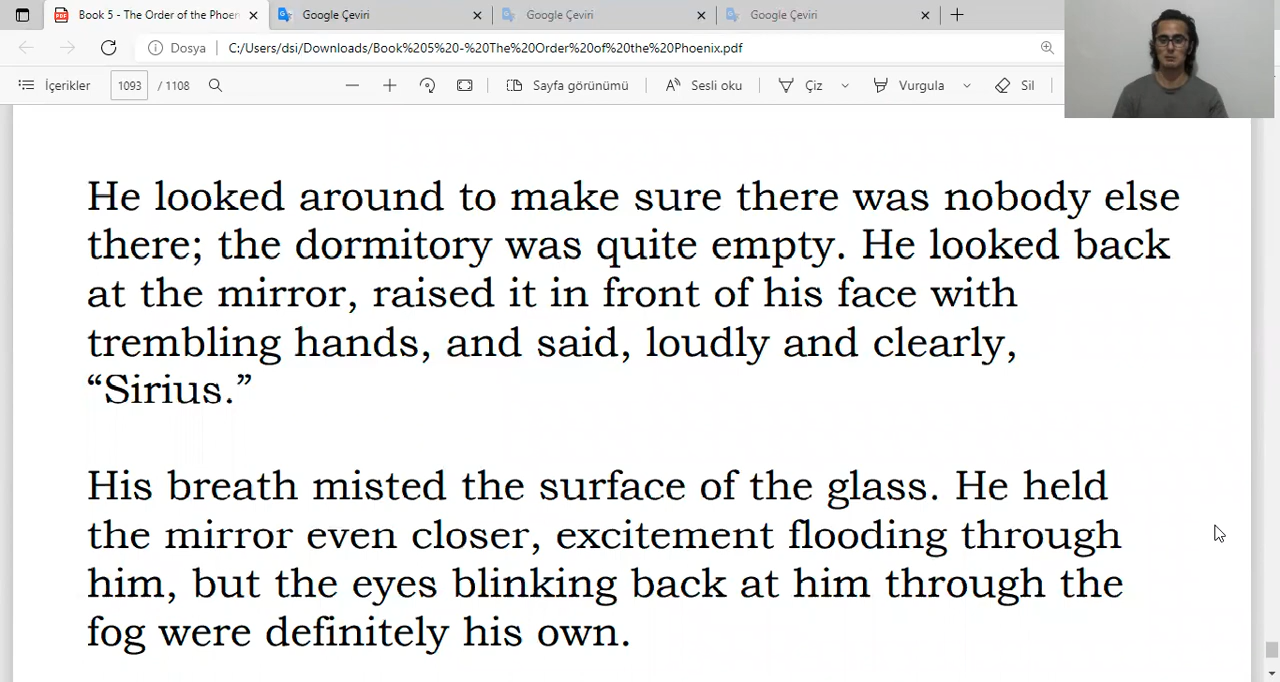 Book 5 - The Order of the Phoen
Google Çeviri
Google Çeviri
Google Çeviri
Dosya
C:/Users/dsi/Downloads/Book%205%20-%20The%20Order%20of%20the%20Phoenix.pdf
İçerikler
1093 / 1108
Sayfa görünümü
Sesli oku
Çiz
Vurgula
Sil
He looked around to make sure there was nobody else
there; the dormitory was quite empty. He looked back
at the mirror, raised it in front of his face with
trembling hands, and said, loudly and clearly,
“Sirius.”
His breath misted the surface of the glass. He held
the mirror even closer, excitement flooding through
him, but the eyes blinking back at him through the
fog were definitely his own.